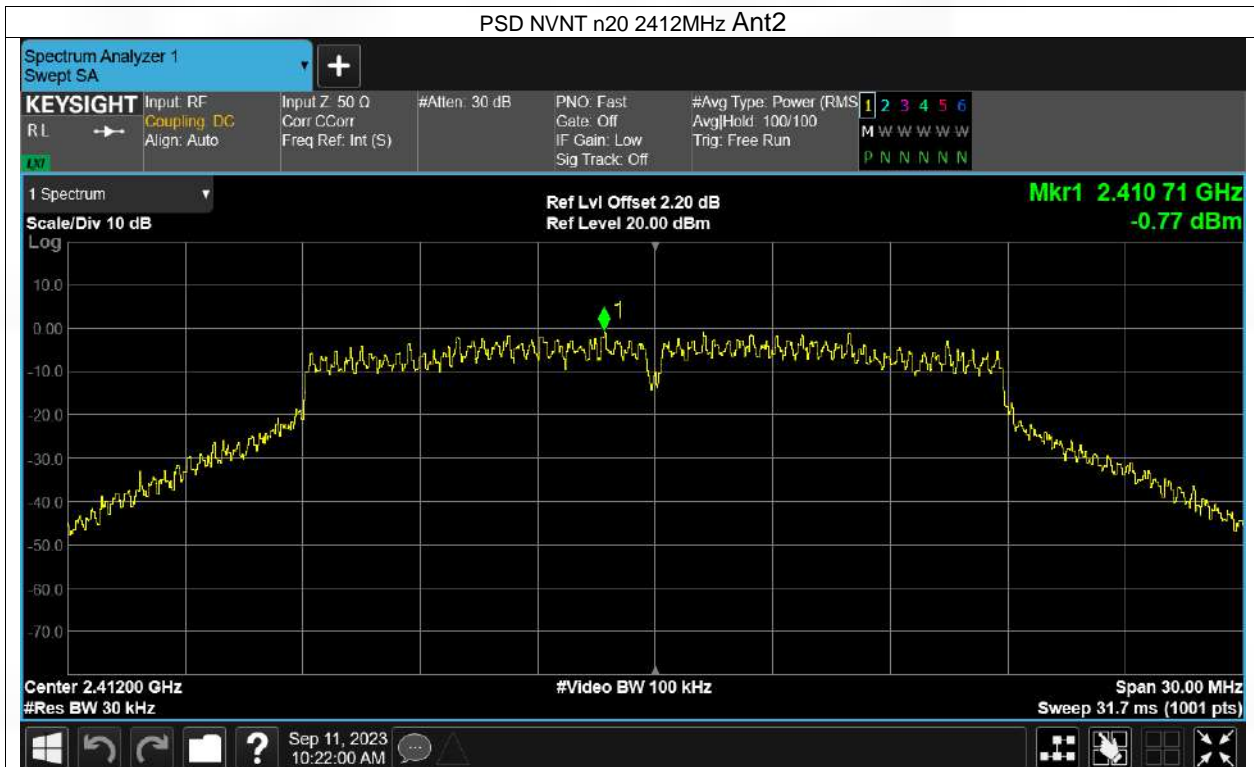 PSD NVNT n20 2412MHz Ant2
Spectrum Analyzer 1
Swept SA
+
KEYSIGHT
RL
LXI
Input: RF
Coupling: DC
Align: Auto
Input Z: 50 Ω
Corr CCorr
Freq Ref: Int (S)
#Atten: 30 dB
PNO: Fast
Gate: Off
IF Gain: Low
Sig Track: Off
#Avg Type: Power (RMS
Avg|Hold: 100/100
Trig: Free Run
1 2 3 4 5 6
M W W W W W
P N N N N N
1 Spectrum
Scale/Div 10 dB
Ref Lvl Offset 2.20 dB
Ref Level 20.00 dBm
Mkr1 2.410 71 GHz
-0.77 dBm
Log
10.0
0.00
-10.0
-20.0
-30.0
-40.0
-50.0
-60.0
-70.0
1
Center 2.41200 GHz
#Res BW 30 kHz
#Video BW 100 kHz
Span 30.00 MHz
Sweep 31.7 ms (1001 pts)
?
Sep 11, 2023
10:22:00 AM